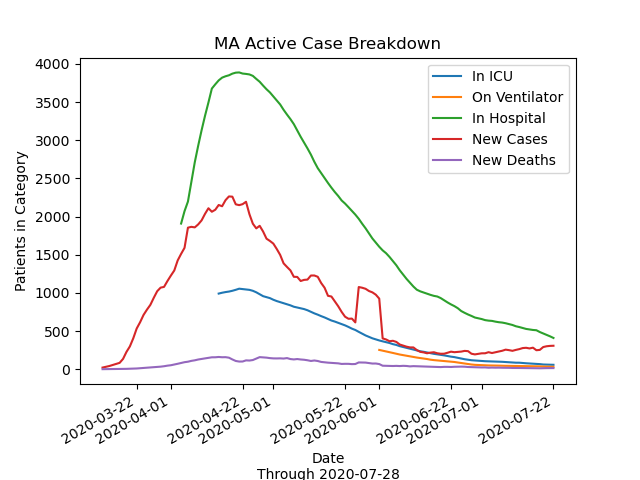 MA Active Case Breakdown
Patients in Category
4000
3500
3000
2500
2000
1500
1000
500
0
In ICU
On Ventilator
In Hospital
New Cases
New Deaths
2020-03-22
2020-04-01
2020-04-22
2020-05-01
2020-05-22
2020-06-01
2020-06-22
2020-07-01
2020-07-22
Date
Through 2020-07-28